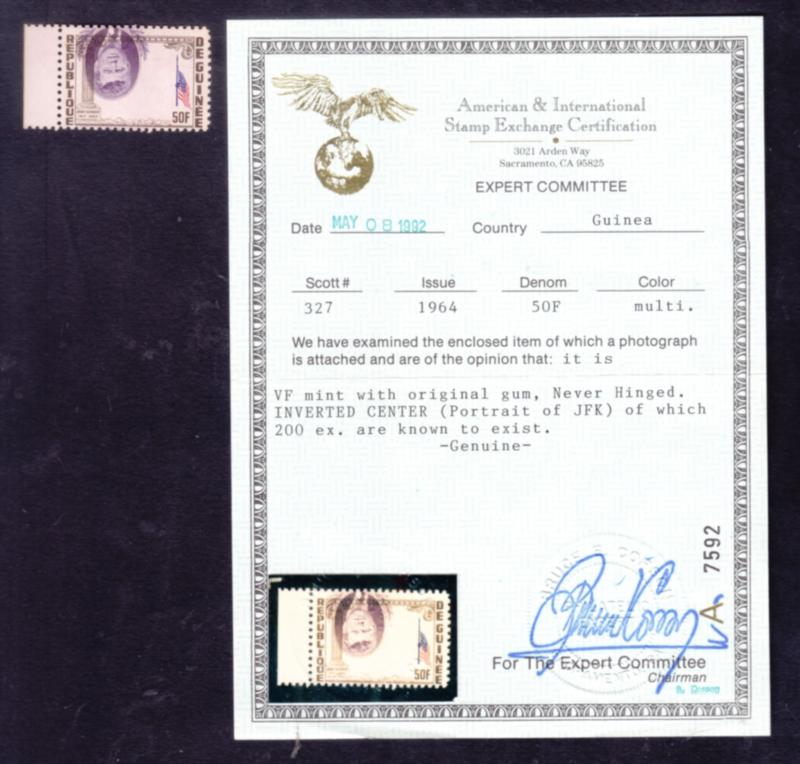 REPUBLIQUE
DE GUINEE
50F
American & International
Stamp Exchange Certification
3021 Arden Way
Sacramento, CA 95825
EXPERT COMMITTEE
Date MAY 08 1992 Country Guinea
Scott # Issue Denom Color
327 1964 50F multi.
We have examined the enclosed item of which a photograph
is attached and are of the opinion that: it is
VF mint with original gum, Never Hinged.
INVERTED CENTER (Portrait of JFK) of which
200 ex. are known to exist.
-Genuine-
A. 7592
REPUBLIQUE
DE GUINEE
50F
For The Expert Committee
Chairman